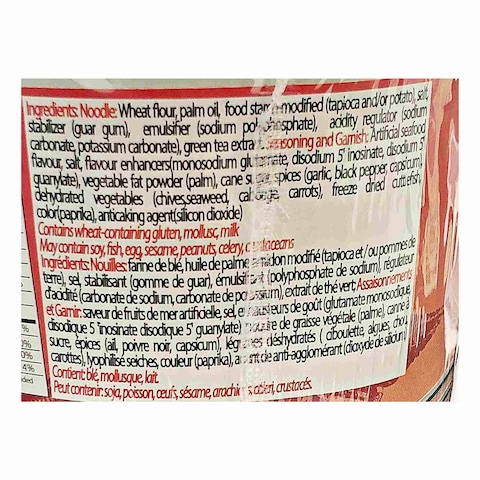 Ingredients: Noodle: Wheat flour, palm oil, food starch modified (tapioca and/or potato), salt,
stabilizer (guar gum), emulsifier (sodium polyphosphate), acidity regulator (sodium
carbonate, potassium carbonate), green tea extract. Seasoning and Garnish: Artificial seafood
flavour, salt, flavour enhancers(monosodium glutamate, disodium 5' inosinate, disodium 5'
guanylate), vegetable fat powder (palm), cane sugar, spices (garlic, black pepper, capsicum),
dehydrated vegetables (chives,seaweed, cabbage, carrots), freeze dried cuttlefish,
color(paprika), anticaking agent(silicon dioxide)
Contains wheat-containing gluten, mollusc, milk
May contain soy, fish, egg, sesame, peanuts, celery, crustaceans
Ingrédients: Nouilles: farine de blé, huile de palme, amidon modifié (tapioca et / ou pommes de
terre), sel, stabilisant (gomme de guar), émulsifiant (polyphosphate de sodium), régulateur
d'acidité (carbonate de sodium, carbonate de potassium), extrait de thé vert; Assaisonnements
et Garnir: saveur de fruits de mer artificielle, sel, exhausteurs de goût (glutamate monosodique,
disodique 5 'inosinate disodique 5' guanylate) poudre de graisse végétale (palme), canne à
sucre, épices (ail, poivre noir, capsicum), légumes déshydratés ( ciboulette, algues, chou,
carottes), lyophilisé seiches, couleur (paprika), agent de anti-agglomérant (dioxyde de silicium).
Contient: blé, mollusque, lait.
Peut contenir: soja, poisson, œufs, sésame, arachides, céleri, crustacés.
%
0%
0%
4%